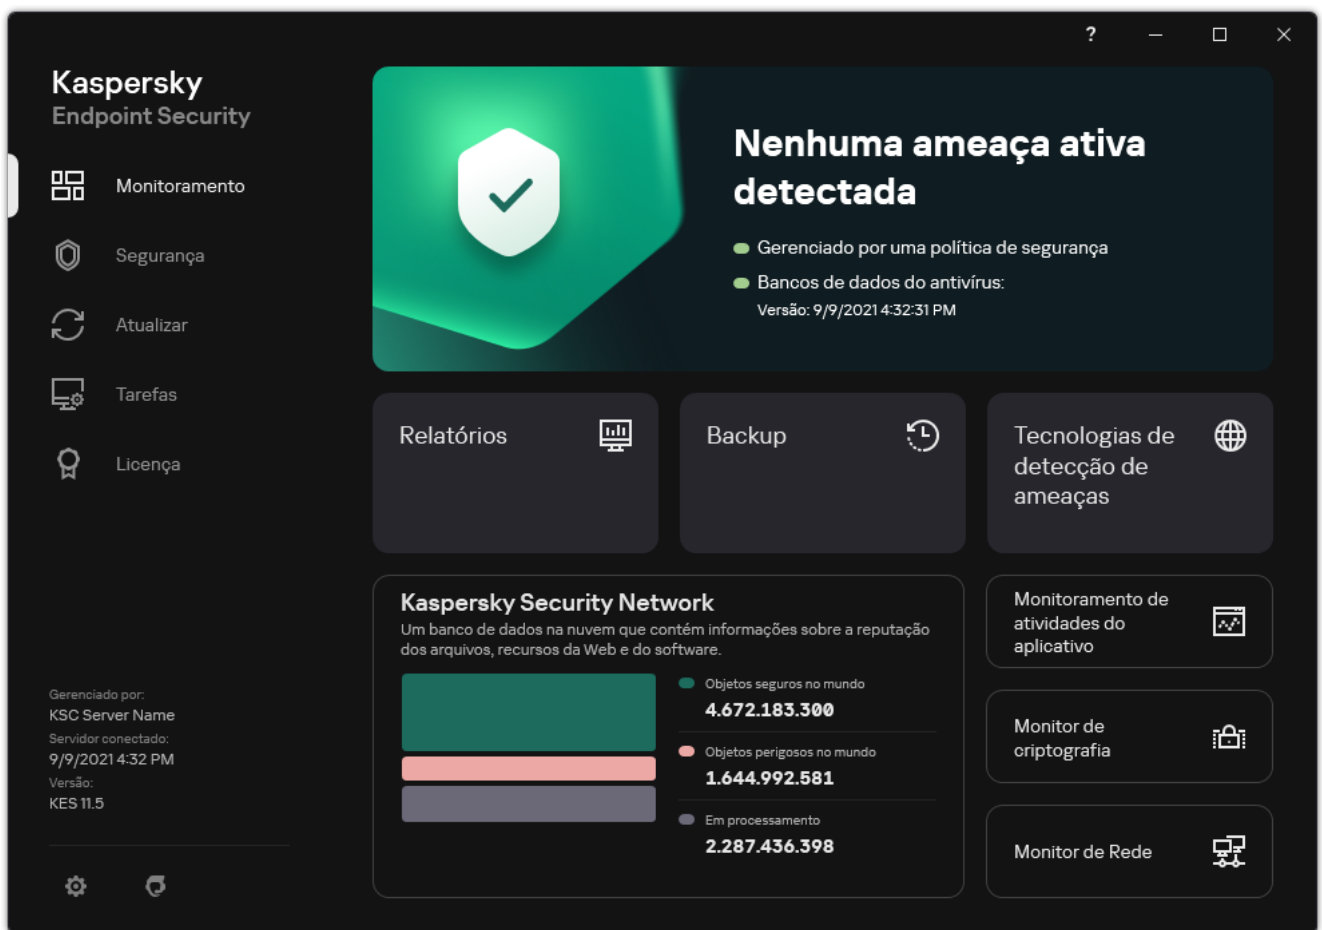 ?
Kaspersky
Endpoint Security
Monitoramento
Segurança
Atualizar
Tarefas
Licença
Gerenciado por:
KSC Server Name
Servidor conectado:
9/9/2021 4:32 PM
Versão:
KES 11.5
Nenhuma ameaça ativa
detectada
Gerenciado por uma política de segurança
Bancos de dados do antivírus:
Versão: 9/9/2021 4:32:31 PM
Relatórios
Backup
Tecnologias de
detecção de
ameaças
Kaspersky Security Network
Um banco de dados na nuvem que contém informações sobre a reputação
dos arquivos, recursos da Web e do software.
Objetos seguros no mundo
4.672.183.300
Objetos perigosos no mundo
1.644.992.581
Em processamento
2.287.436.398
Monitoramento de
atividades do
aplicativo
Monitor de
criptografia
Monitor de Rede